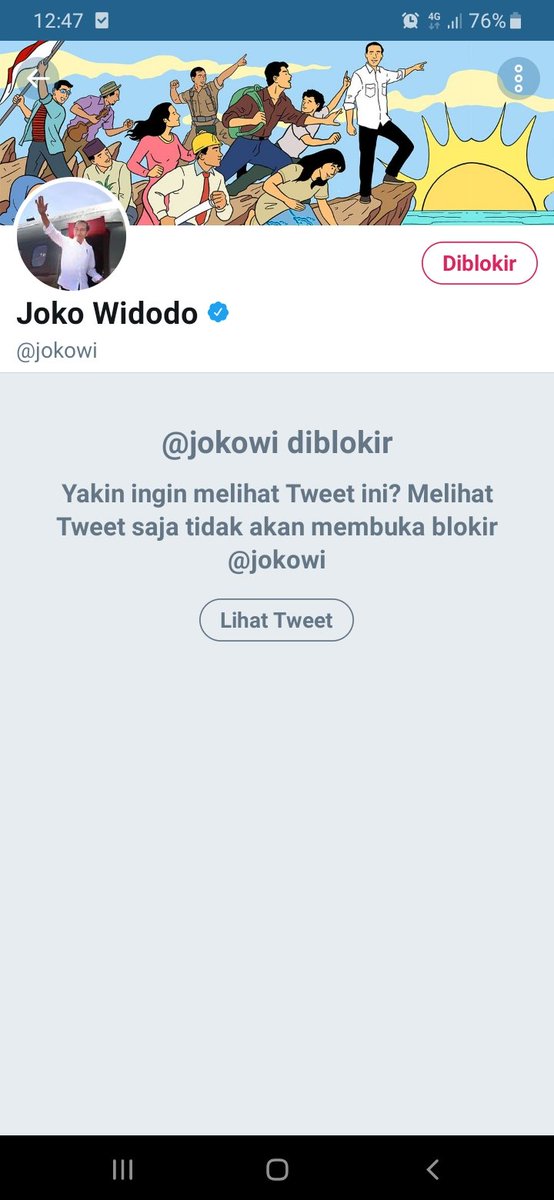 12:47 4G 76%
Diblokir
Joko Widodo
@jokowi
@jokowi diblokir
Yakin ingin melihat Tweet ini? Melihat
Tweet saja tidak akan membuka blokir
@jokowi
Lihat Tweet